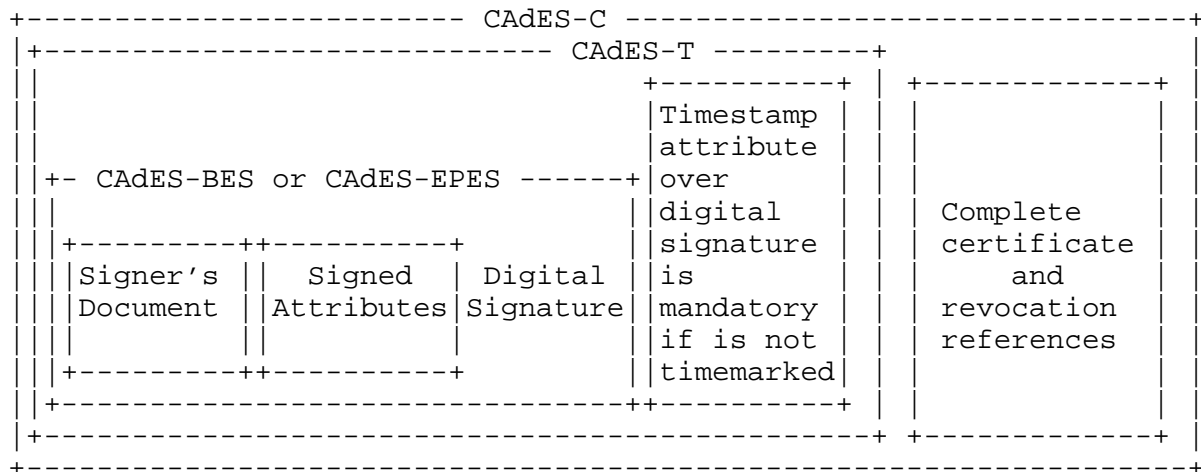 +------------------------- CAdES-C --------------------------------+
|+------------------------------ CAdES-T ---------+                |
||                                     +----------+ | +-------------+ |
||                                     |Timestamp | | |             | |
||                                     |attribute | | |             | |
||+- CAdES-BES or CAdES-EPES ------+|over      | | |             | |
|||                                ||digital   | | | Complete    | |
|||+---------++----------+         ||signature | | | certificate | |
||||Signer's || Signed   | Digital ||is        | | |     and     | |
||||Document ||Attributes|Signature||mandatory | | | revocation  | |
||||         ||          |         ||if is not | | | references  | |
|||+---------++----------+         ||timemarked| | |             | |
||+--------------------------------++----------+ | |             | |
|+-----------------------------------------------+ +-------------+ |
+------------------------------------------------------------------+